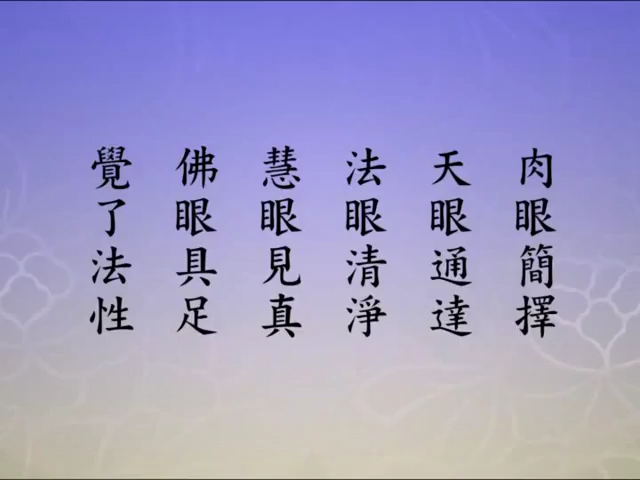 肉眼簡擇
天眼通達
法眼清淨
慧眼見真
佛眼具足
覺了法性